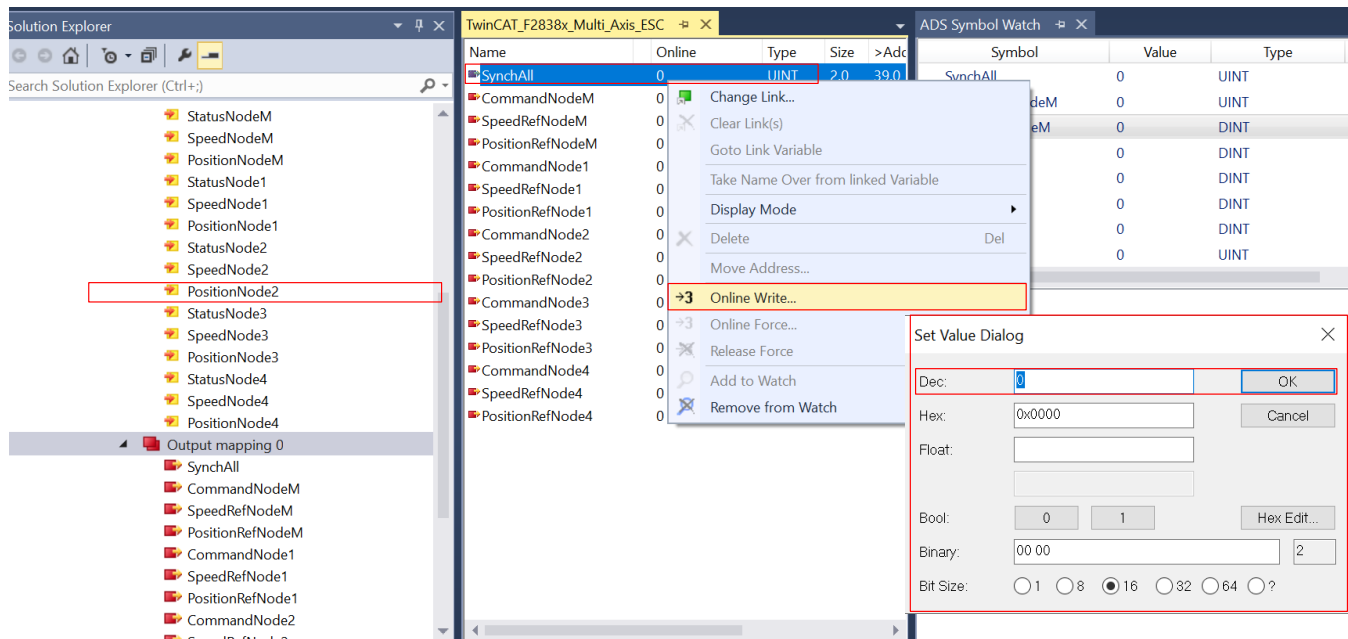 Solution Explorer
Search Solution Explorer (Ctrl+;)
StatusNodeM
SpeedNodeM
PositionNodeM
StatusNode1
SpeedNode1
PositionNode1
StatusNode2
SpeedNode2
PositionNode2
StatusNode3
SpeedNode3
PositionNode3
StatusNode4
SpeedNode4
PositionNode4
Output mapping 0
SynchAll
CommandNodeM
SpeedRefNodeM
PositionRefNodeM
CommandNode1
SpeedRefNode1
PositionRefNode1
CommandNode2
TwinCAT_F2838x_Multi_Axis_ESC
Name Online Type Size >Adc
SynchAll 0 UINT 2.0 39.0
CommandNodeM 0
SpeedRefNodeM 0
PositionRefNodeM 0
CommandNode1 0
SpeedRefNode1 0
PositionRefNode1 0
CommandNode2 0
SpeedRefNode2 0
PositionRefNode2 0
CommandNode3 0
SpeedRefNode3 0
PositionRefNode3 0
CommandNode4 0
SpeedRefNode4 0
PositionRefNode4 0
Change Link...
Clear Link(s)
Goto Link Variable
Take Name Over from linked Variable
Display Mode
Delete Del
Move Address...
→3 Online Write...
→3 Online Force...
Release Force
Add to Watch
Remove from Watch
ADS Symbol Watch
Symbol Value Type
SynchAll 0 UINT
deM 0 UINT
eM 0 DINT
0 DINT
0 DINT
0 DINT
0 DINT
0 UINT
Set Value Dialog
Dec: 0 OK
Hex: 0x0000 Cancel
Float:
Bool: 0 1 Hex Edit...
Binary: 00 00 2
Bit Size: 1 8 16 32 64 ?